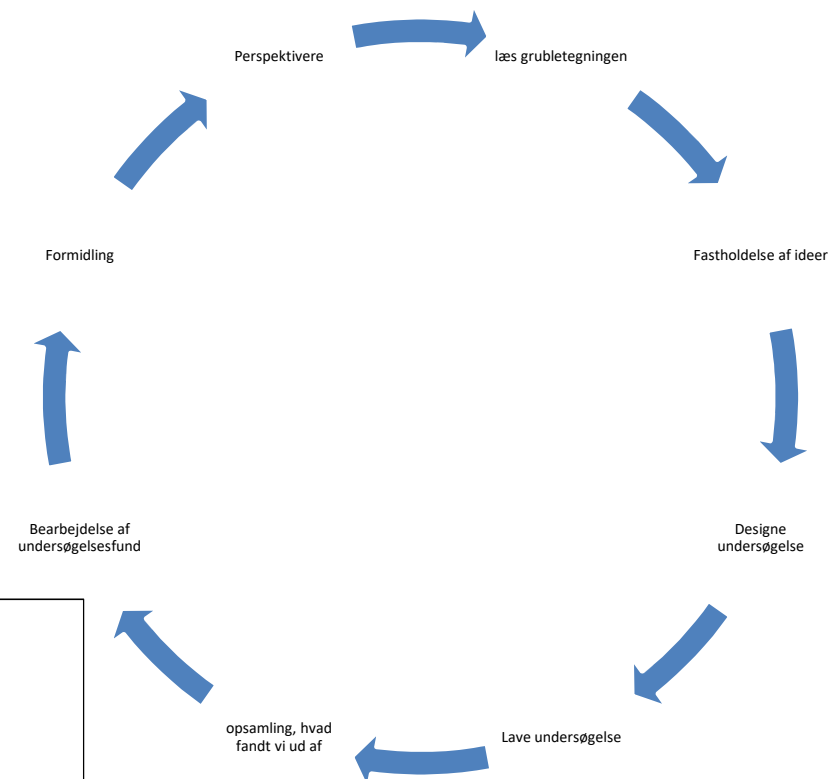 Perspektivere
læs grubletegningen
Fastholdelse af ideer
Designe
undersøgelse
Lave undersøgelse
opsamling, hvad
fandt vi ud af
Bearbejdelse af
undersøgelsesfund
Formidling